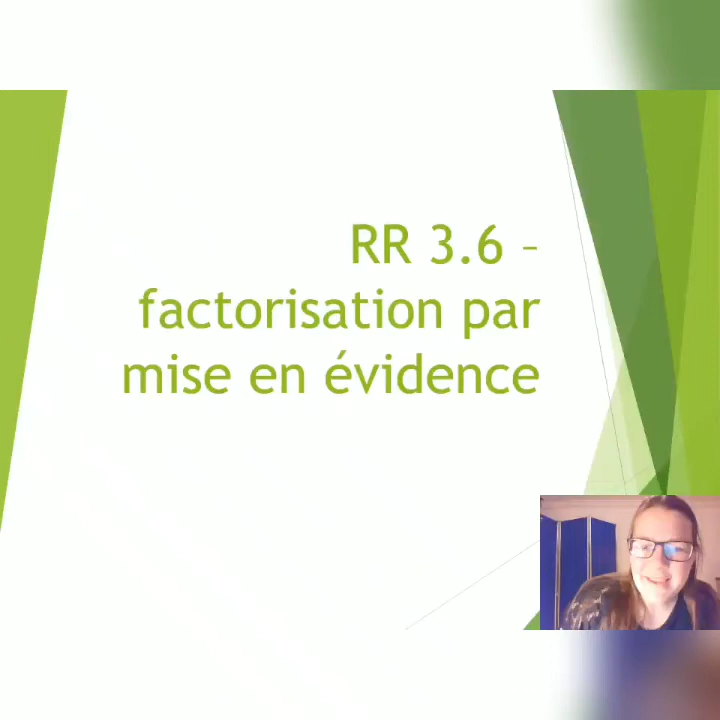 RR 3.6 –
factorisation par
mise en évidence